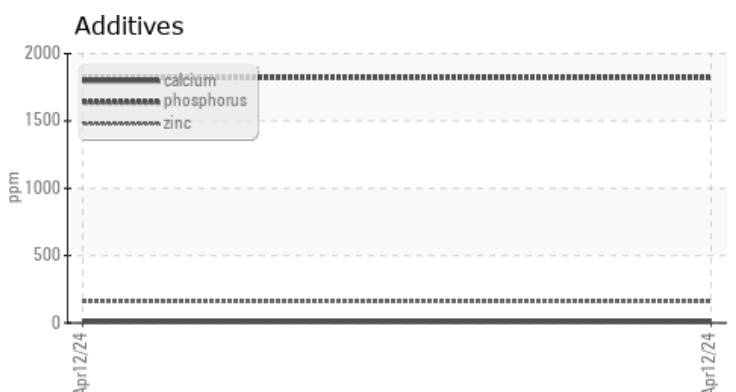 Additives
2000
calcium
phosphorus
zinc
1500
ppm
1000
500
0
Apr12/24
Apr12/24